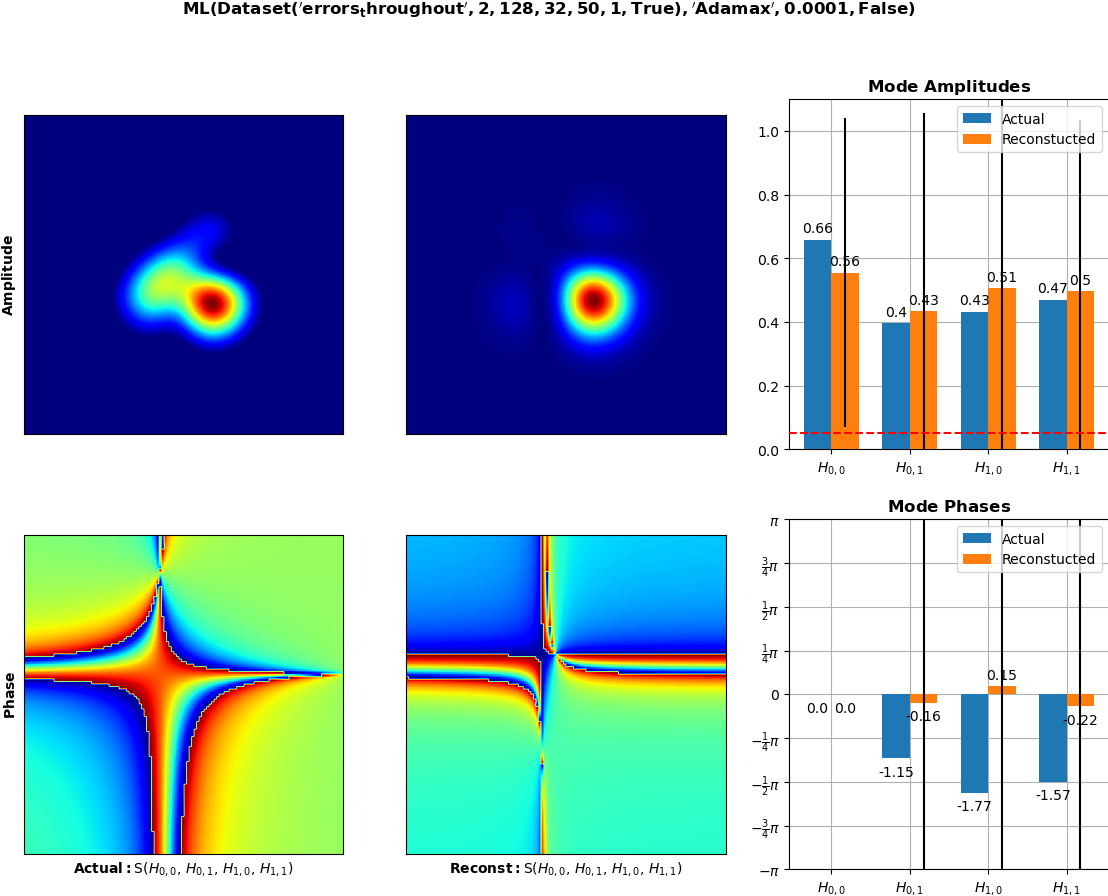 ML(Dataset('errors_throughout', 2, 128, 32, 50, 1, True), 'Adamax', 0.0001, False)
Amplitude
Mode Amplitudes
Actual
Reconstucted
1.0
0.8
0.6
0.4
0.2
0.0
0.66
0.56
0.4
0.43
0.43
0.51
0.47
0.5
H0,0
H0,1
H1,0
H1,1
Phase
Actual: S(H0,0, H0,1, H1,0, H1,1)
Reconst: S(H0,0, H0,1, H1,0, H1,1)
Mode Phases
Actual
Reconstucted
π
3/4π
1/2π
1/4π
0
−1/4π
−1/2π
−3/4π
−π
0.0
0.0
-1.15
-0.16
-1.77
0.15
-1.57
-0.22
H0,0
H0,1
H1,0
H1,1